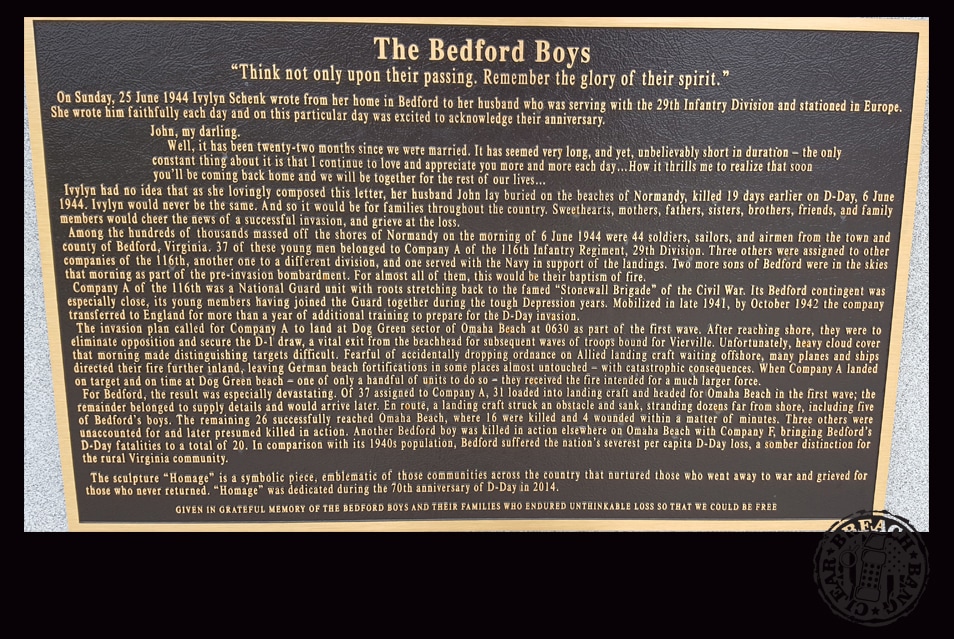 The Bedford Boys
“Think not only upon their passing. Remember the glory of their spirit.”
On Sunday, 25 June 1944 Ivylyn Schenk wrote from her home in Bedford to her husband who was serving with the 29th Infantry Division and stationed in Europe.
She wrote him faithfully each day and on this particular day was excited to acknowledge their anniversary.
John, my darling.
Well, it has been twenty-two months since we were married. It has seemed very long, and yet, unbelievably short in duration – the only
constant thing about it is that I continue to love and appreciate you more and more each day...How it thrills me to realize that soon
you’ll be coming back home and we will be together for the rest of our lives...
Ivylyn had no idea that as she lovingly composed this letter, her husband John lay buried on the beaches of Normandy, killed 19 days earlier on D-Day, 6 June
1944. Ivylyn would never be the same. And so it would be for families throughout the country. Sweethearts, mothers, fathers, sisters, brothers, friends, and family
members would cheer the news of a successful invasion, and grieve at the loss.
Among the hundreds of thousands massed off the shores of Normandy on the morning of 6 June 1944 were 44 soldiers, sailors, and airmen from the town and
county of Bedford, Virginia. 37 of these young men belonged to Company A of the 116th Infantry Regiment, 29th Division. Three others were assigned to other
companies of the 116th, another one to a different division, and one served with the Navy in support of the landings. Two more sons of Bedford were in the skies
that morning as part of the pre-invasion bombardment. For almost all of them, this would be their baptism of fire.
Company A of the 116th was a National Guard unit with roots stretching back to the famed “Stonewall Brigade” of the Civil War. Its Bedford contingent was
especially close, its young members having joined the Guard together during the tough Depression years. Mobilized in late 1941, by October 1942 the company
transferred to England for more than a year of additional training to prepare for the D-Day invasion.
The invasion plan called for Company A to land at Dog Green sector of Omaha Beach at 0630 as part of the first wave. After reaching shore, they were to
eliminate opposition and secure the D-1 draw, a vital exit from the beachhead for subsequent waves of troops bound for Vierville. Unfortunately, heavy cloud cover
that morning made distinguishing targets difficult. Fearful of accidentally dropping ordnance on Allied landing craft waiting offshore, many planes and ships
directed their fire further inland, leaving German beach fortifications in some places almost untouched – with catastrophic consequences. When Company A landed
on target and on time at Dog Green beach – one of only a handful of units to do so – they received the fire intended for a much larger force.
For Bedford, the result was especially devastating. Of 37 assigned to Company A, 31 loaded into landing craft and headed for Omaha Beach in the first wave; the
remainder belonged to supply details and would arrive later. En route, a landing craft struck an obstacle and sank, stranding dozens far from shore, including five
of Bedford’s boys. The remaining 26 successfully reached Omaha Beach, where 16 were killed and 4 wounded within a matter of minutes. Three others were
unaccounted for and later presumed killed in action. Another Bedford boy was killed in action elsewhere on Omaha Beach with Company F, bringing Bedford’s
D-Day fatalities to a total of 20. In comparison with its 1940s population, Bedford suffered the nation’s severest per capita D-Day loss, a somber distinction for
the rural Virginia community.
The sculpture “Homage” is a symbolic piece, emblematic of those communities across the country that nurtured those who went away to war and grieved for
those who never returned. “Homage” was dedicated during the 70th anniversary of D-Day in 2014.
GIVEN IN GRATEFUL MEMORY OF THE BEDFORD BOYS AND THEIR FAMILIES WHO ENDURED UNTHINKABLE LOSS SO THAT WE COULD BE FREE
BREACH
BANG
CLEAR